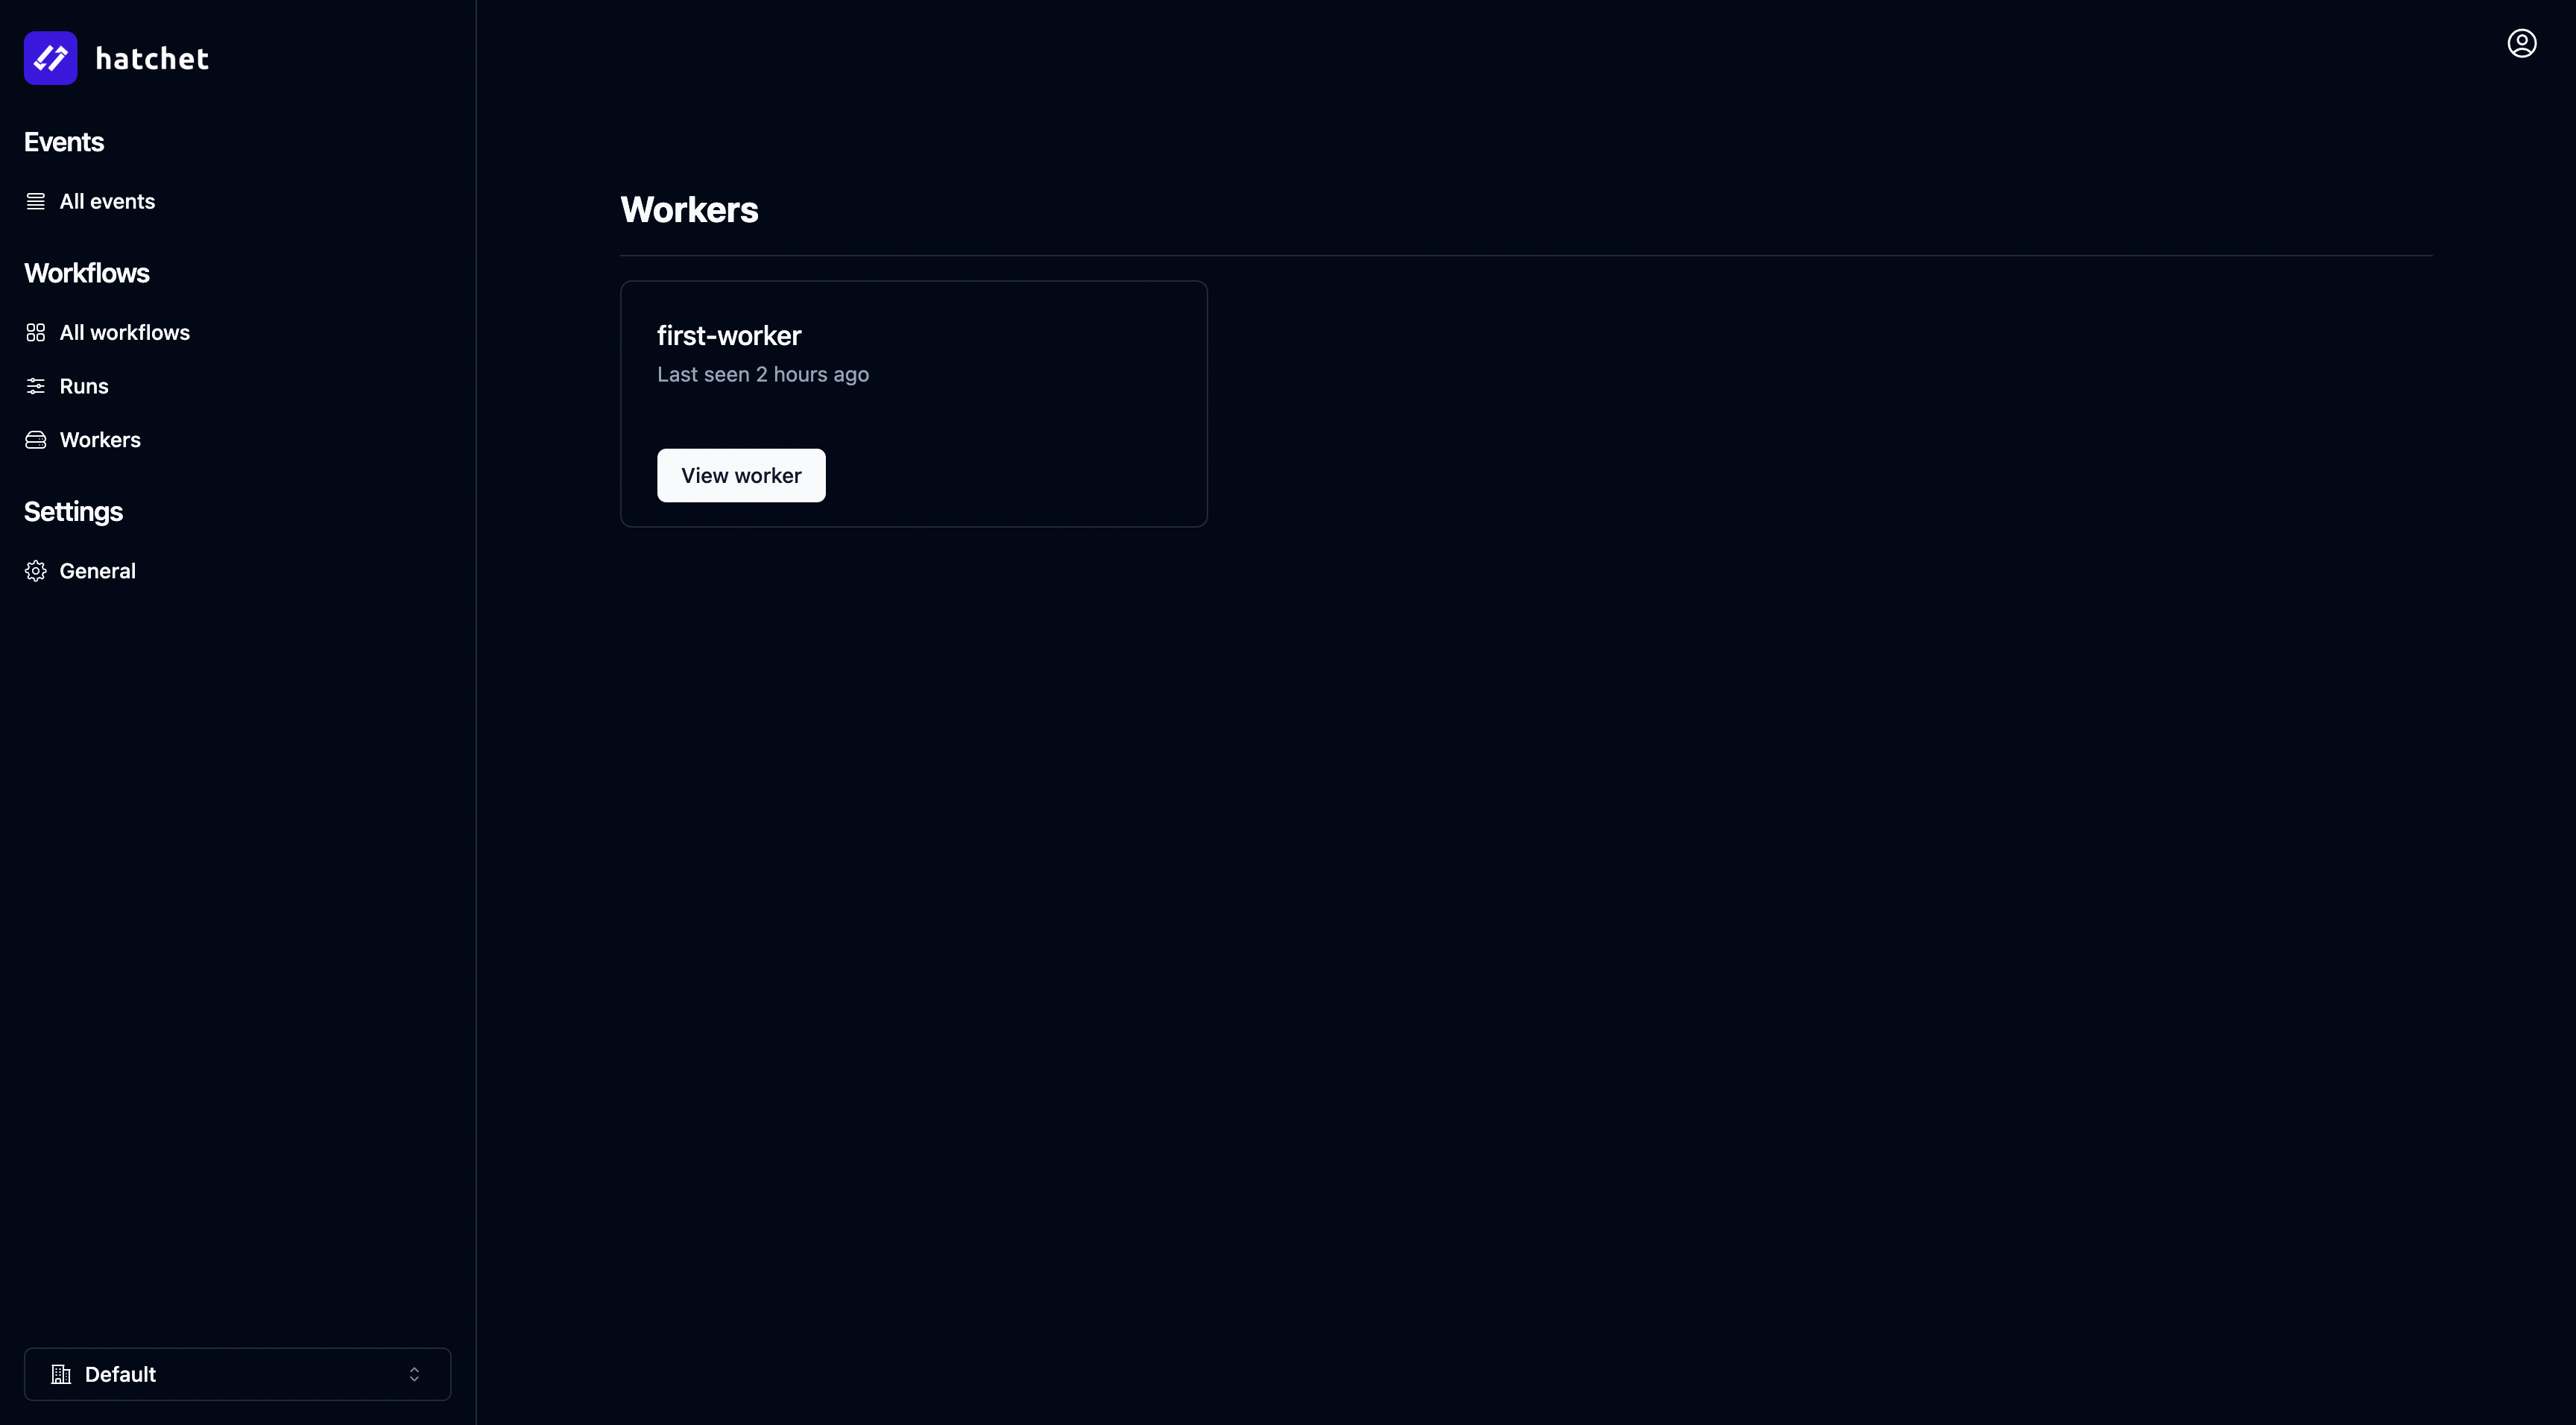 hatchet
Events
All events
Workflows
All workflows
Runs
Workers
Settings
General
Default
Workers
first-worker
Last seen 2 hours ago
View worker